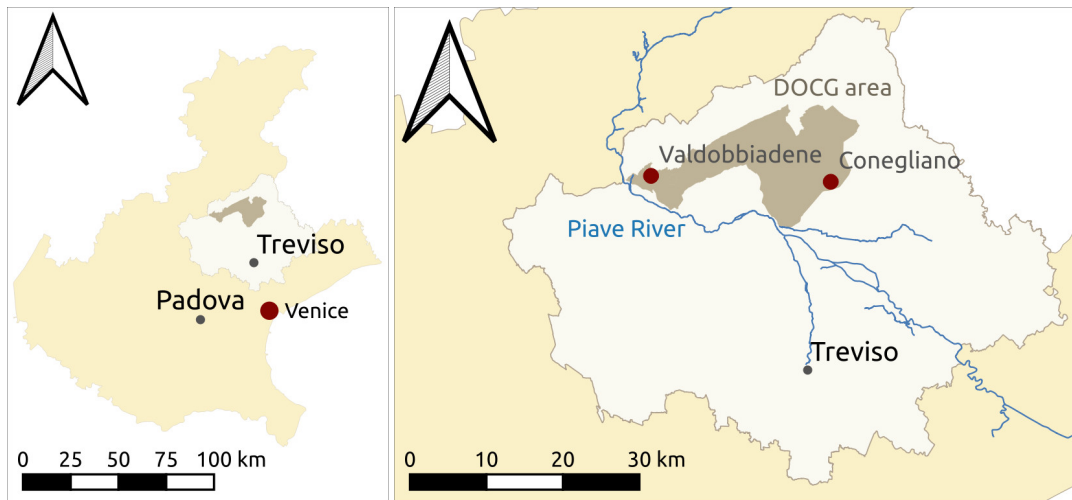 Treviso
Padova
Venice
0 25 50 75 100 km
DOCG area
Valdobbiadene
Conegliano
Piave River
Treviso
0 10 20 30 km